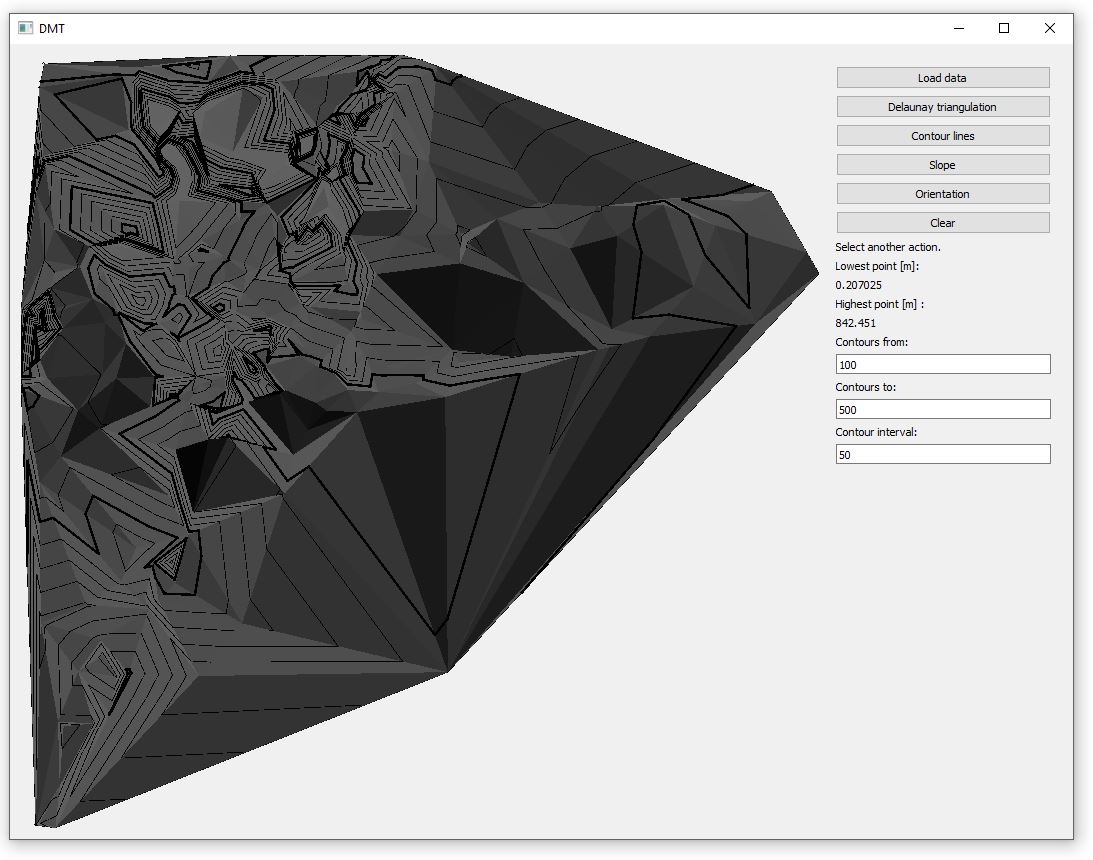 DMT
Load data
Delaunay triangulation
Contour lines
Slope
Orientation
Clear
Select another action.
Lowest point [m]:
0.207025
Highest point [m] :
842.451
Contours from:
100
Contours to:
500
Contour interval:
50